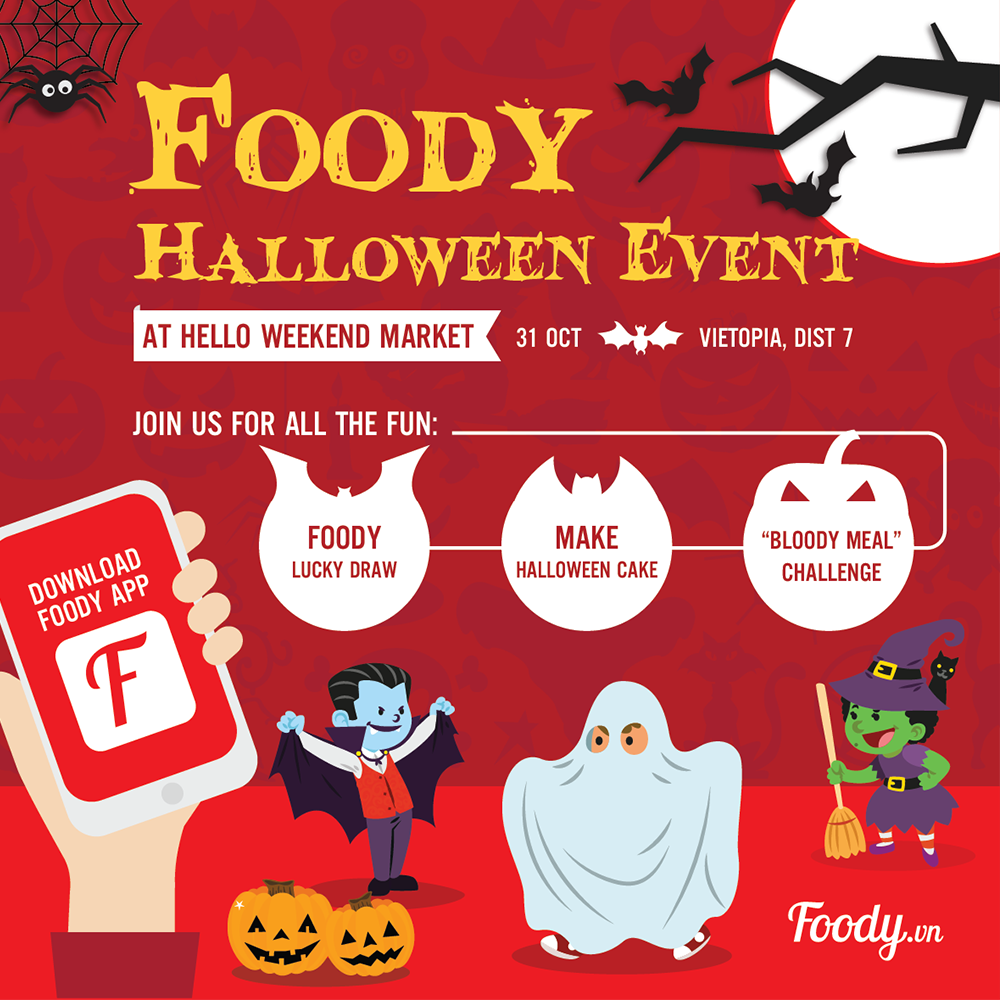 FOODY
HALLOWEEN EVENT
AT HELLO WEEKEND MARKET 31 OCT VIETOPIA, DIST 7
JOIN US FOR ALL THE FUN:
FOODY
LUCKY DRAW
MAKE
HALLOWEEN CAKE
“BLOODY MEAL”
CHALLENGE
DOWNLOAD
FOODY APP
F
Foody.vn